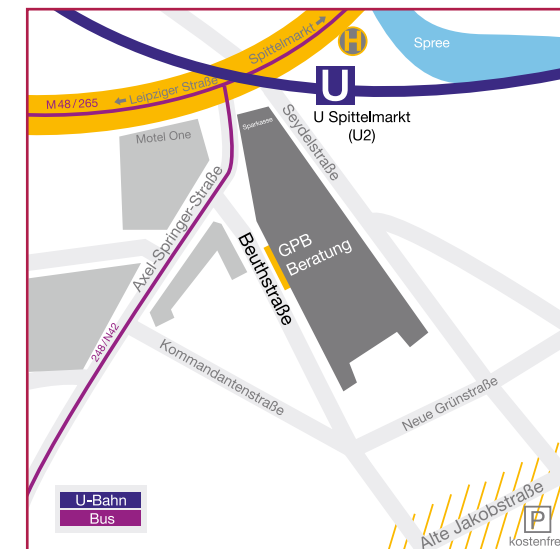 Spittelmarkt
H
Spree
M48/265
Leipziger Straße
U
U Spittelmarkt
(U2)
Sparkasse
Motel One
Seydelstraße
Axel-Springer-Straße
GPB
Beratung
Beuthstraße
248/N42
Kommandantenstraße
Neue Grünstraße
U-Bahn
Bus
Alte Jakobstraße
P